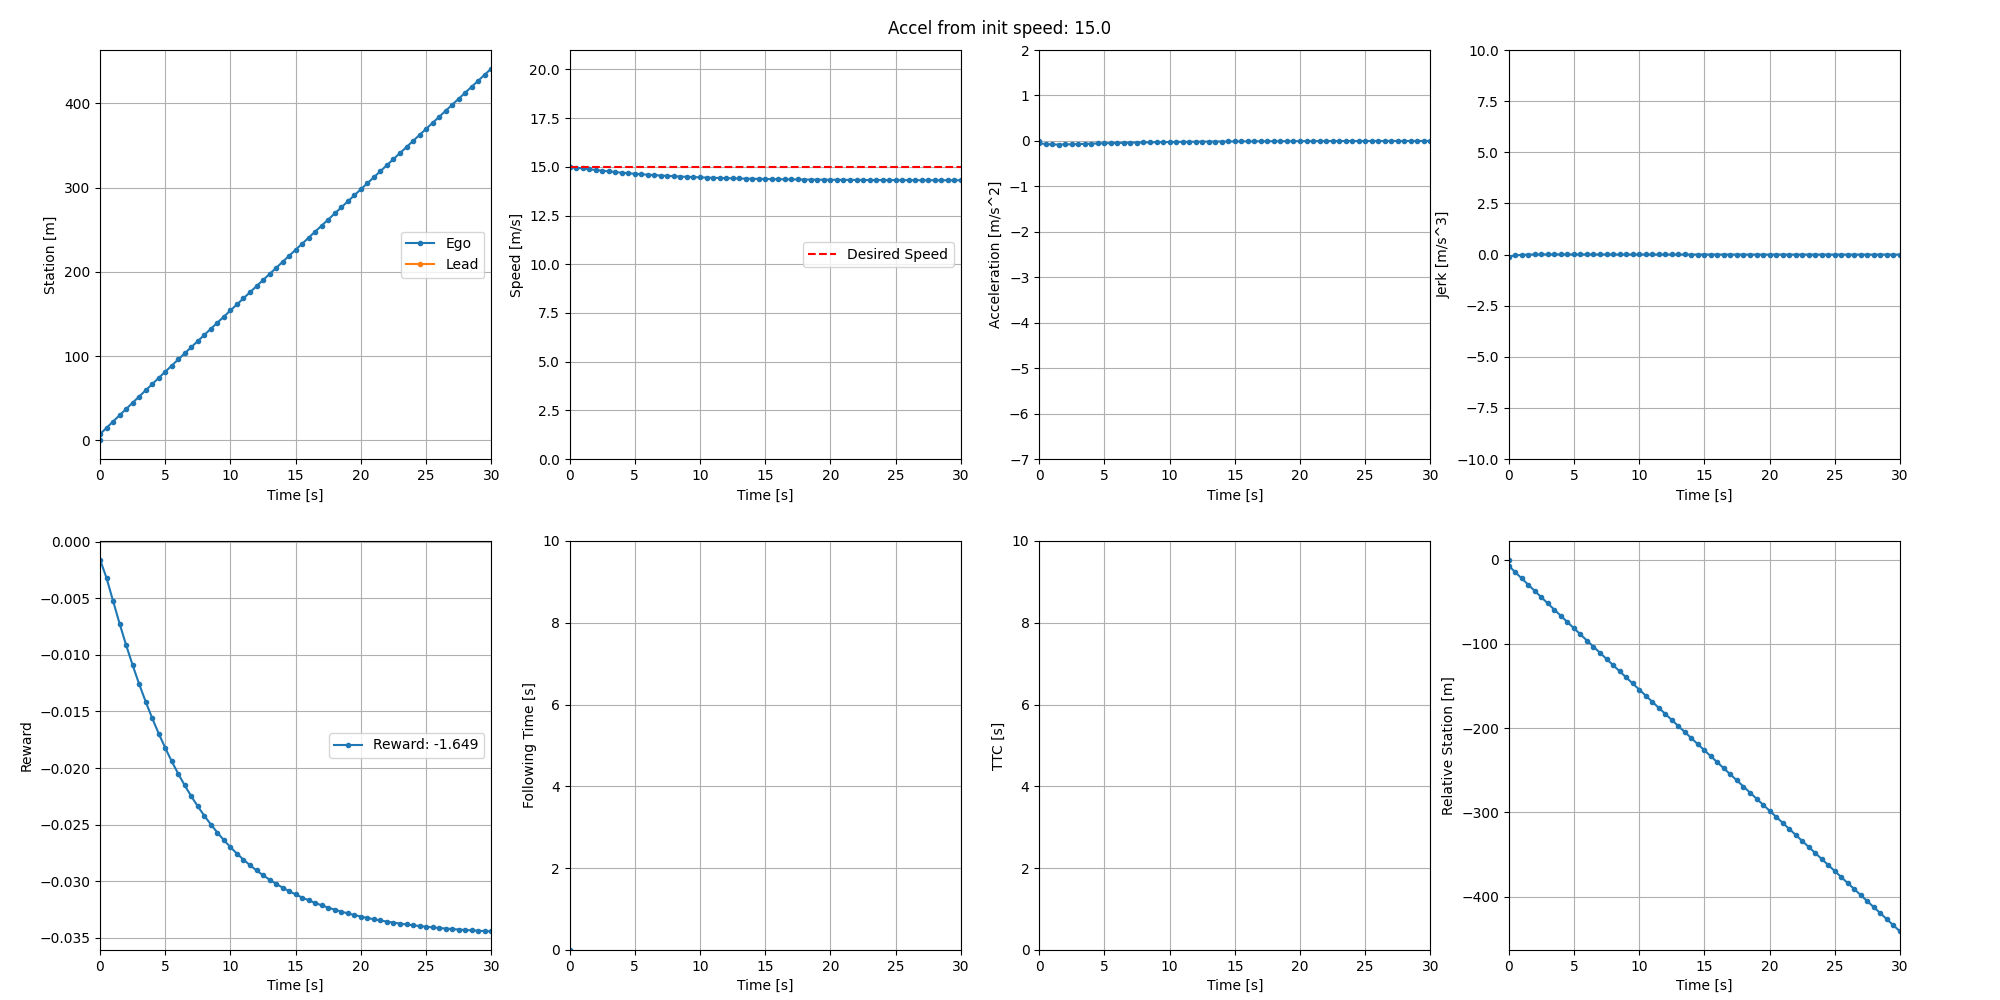 Accel from init speed: 15.0
Station [m]
400
300
200
100
0
Ego
Lead
0 5 10 15 20 25 30
Time [s]
Speed [m/s]
20.0
17.5
15.0
12.5
10.0
7.5
5.0
2.5
0.0
Desired Speed
0 5 10 15 20 25 30
Time [s]
Acceleration [m/s^2]
2
1
0
−1
−2
−3
−4
−5
−6
−7
0 5 10 15 20 25 30
Time [s]
Jerk [m/s^3]
10.0
7.5
5.0
2.5
0.0
−2.5
−5.0
−7.5
−10.0
0 5 10 15 20 25 30
Time [s]
Reward
0.000
−0.005
−0.010
−0.015
−0.020
−0.025
−0.030
−0.035
Reward: -1.649
0 5 10 15 20 25 30
Time [s]
Following Time [s]
10
8
6
4
2
0
0 5 10 15 20 25 30
Time [s]
TTC [s]
10
8
6
4
2
0
0 5 10 15 20 25 30
Time [s]
Relative Station [m]
0
−100
−200
−300
−400
0 5 10 15 20 25 30
Time [s]